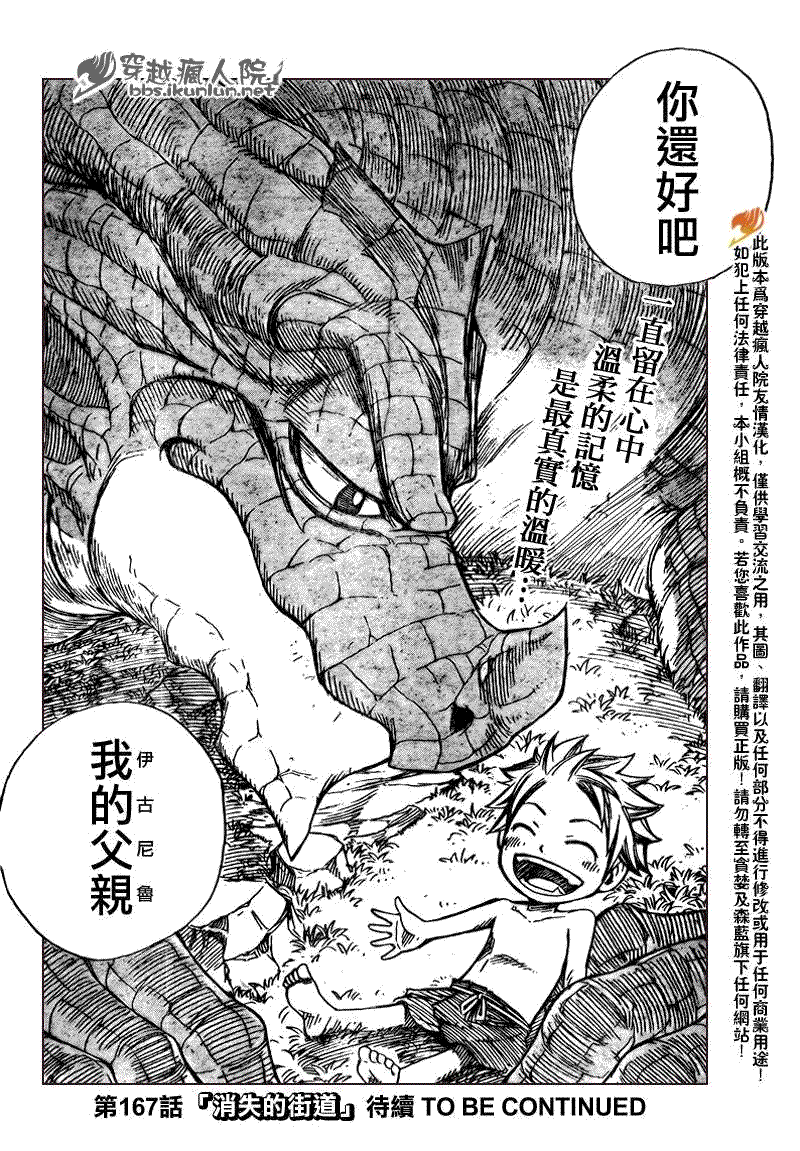 穿越瘋人院
bbs.ikunlun.net
你還好吧
一直留在心中
溫柔的記憶
是最真實的溫暖…
我的父親
伊古尼魯
此版本爲穿越瘋人院友情漢化，僅供學習交流之用，其圖、翻譯以及任何部分不得進行修改或用于任何商業用途！
如犯上任何法律責任，本小組概不負責。若您喜歡此作品，請購買正版！請勿轉至貪婪及森藍旗下任何網站！
第167話「消失的街道」待續 TO BE CONTINUED